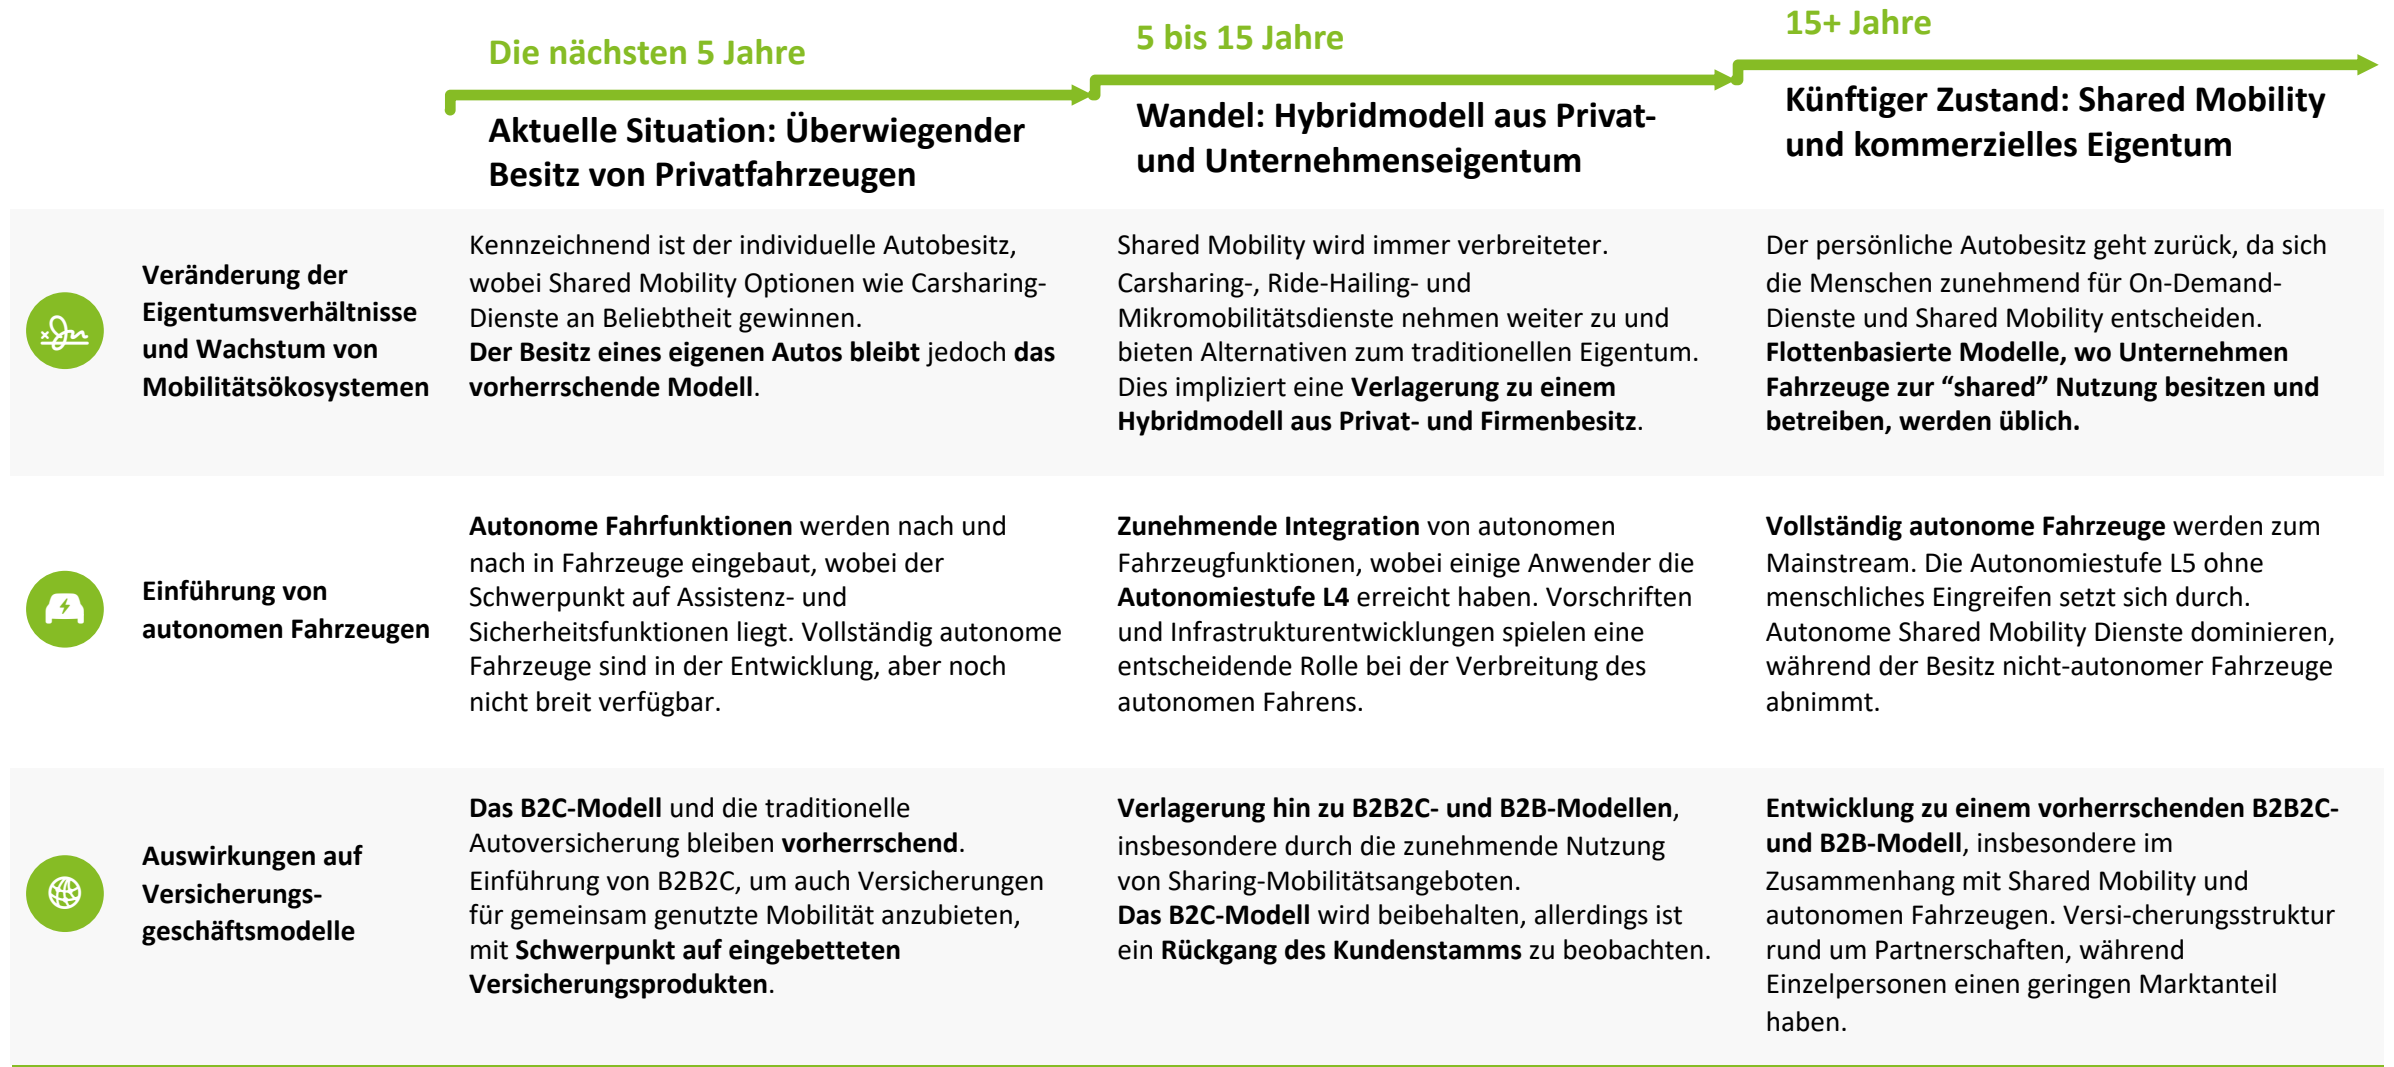 Die nächsten 5 Jahre
5 bis 15 Jahre
15+ Jahre
Aktuelle Situation: Überwiegender
Besitz von Privatfahrzeugen
Wandel: Hybridmodell aus Privat-
und Unternehmenseigentum
Künftiger Zustand: Shared Mobility
und kommerzielles Eigentum
Veränderung der
Eigentumsverhältnisse
und Wachstum von
Mobilitätsökosystemen
Kennzeichnend ist der individuelle Autobesitz,
wobei Shared Mobility Optionen wie Carsharing-
Dienste an Beliebtheit gewinnen.
Der Besitz eines eigenen Autos bleibt jedoch das
vorherrschende Modell.
Shared Mobility wird immer verbreiteter.
Carsharing-, Ride-Hailing- und
Mikromobilitätsdienste nehmen weiter zu und
bieten Alternativen zum traditionellen Eigentum.
Dies impliziert eine Verlagerung zu einem
Hybridmodell aus Privat- und Firmenbesitz.
Der persönliche Autobesitz geht zurück, da sich
die Menschen zunehmend für On-Demand-
Dienste und Shared Mobility entscheiden.
Flottenbasierte Modelle, wo Unternehmen
Fahrzeuge zur “shared” Nutzung besitzen und
betreiben, werden üblich.
Einführung von
autonomen Fahrzeugen
Autonome Fahrfunktionen werden nach und
nach in Fahrzeuge eingebaut, wobei der
Schwerpunkt auf Assistenz- und
Sicherheitsfunktionen liegt. Vollständig autonome
Fahrzeuge sind in der Entwicklung, aber noch
nicht breit verfügbar.
Zunehmende Integration von autonomen
Fahrzeugfunktionen, wobei einige Anwender die
Autonomiestufe L4 erreicht haben. Vorschriften
und Infrastrukturentwicklungen spielen eine
entscheidende Rolle bei der Verbreitung des
autonomen Fahrens.
Vollständig autonome Fahrzeuge werden zum
Mainstream. Die Autonomiestufe L5 ohne
menschliches Eingreifen setzt sich durch.
Autonome Shared Mobility Dienste dominieren,
während der Besitz nicht-autonomer Fahrzeuge
abnimmt.
Auswirkungen auf
Versicherungs-
geschäftsmodelle
Das B2C-Modell und die traditionelle
Autoversicherung bleiben vorherrschend.
Einführung von B2B2C, um auch Versicherungen
für gemeinsam genutzte Mobilität anzubieten,
mit Schwerpunkt auf eingebetteten
Versicherungsprodukten.
Verlagerung hin zu B2B2C- und B2B-Modellen,
insbesondere durch die zunehmende Nutzung
von Sharing-Mobilitätsangeboten.
Das B2C-Modell wird beibehalten, allerdings ist
ein Rückgang des Kundenstamms zu beobachten.
Entwicklung zu einem vorherrschenden B2B2C-
und B2B-Modell, insbesondere im
Zusammenhang mit Shared Mobility und
autonomen Fahrzeugen. Versi-cherungsstruktur
rund um Partnerschaften, während
Einzelpersonen einen geringen Marktanteil
haben.